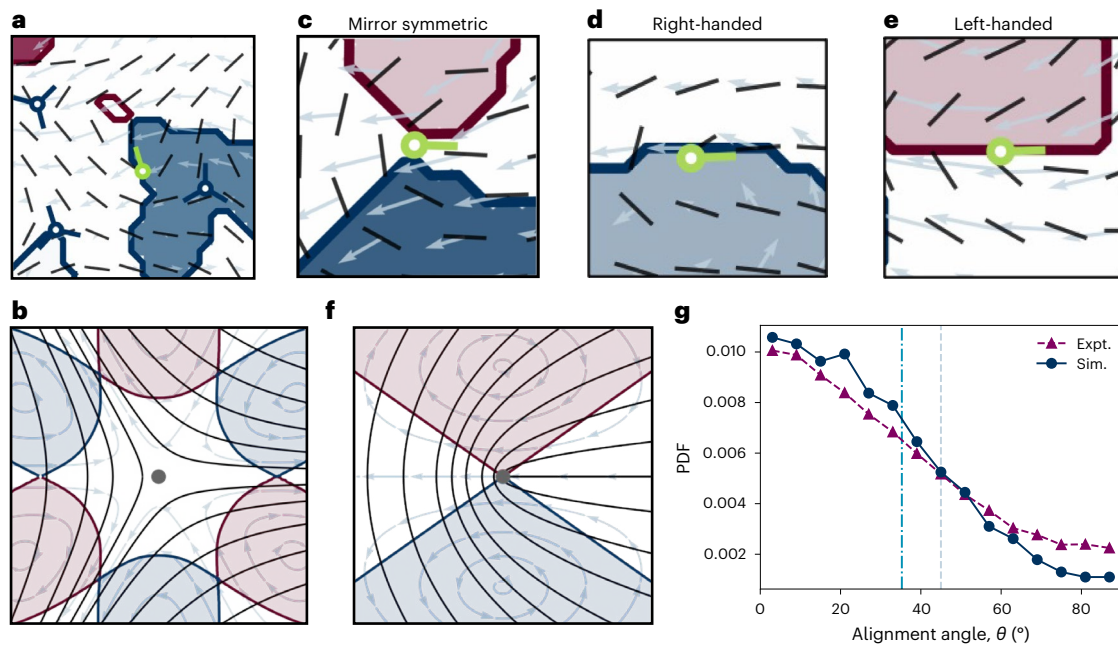 a
c Mirror symmetric
d Right-handed
e Left-handed
b
f
g
Expt.
Sim.
0.010
0.008
0.006
0.004
0.002
PDF
0 20 40 60 80
Alignment angle, θ (°)